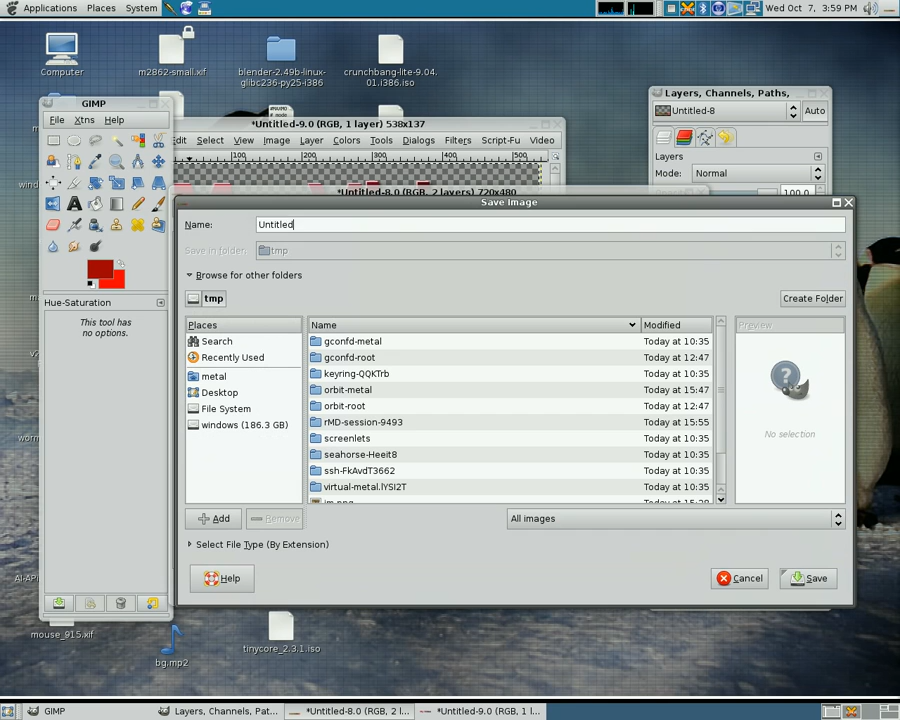 Applications Places System
Wed Oct 7, 3:59 PM
Computer
m2862-small.xif
blender-2.49b-linux-
glibc236-py25-i386
crunchbang-lite-9.04.
01.i386.iso
GIMP
File Xtns Help
*Untitled-9.0 (RGB, 1 layer) 538x137
dit Select View Image Layer Colors Tools Dialogs Filters Script-Fu Video
100 200 300 400 500
*Untitled-8.0 (RGB, 2 layers) 720x480
Layers, Channels, Paths,
Untitled-8
Auto
Layers
Mode: Normal
100.0
Save Image
Name: Untitled
Save in folder: tmp
Browse for other folders
tmp
Create Folder
Places
Search
Recently Used
metal
Desktop
File System
windows (186.3 GB)
Name Modified
gconfd-metal Today at 10:35
gconfd-root Today at 12:47
keyring-QQKTrb Today at 10:35
orbit-metal Today at 15:47
orbit-root Today at 12:47
rMD-session-9493 Today at 15:55
screenlets Today at 10:35
seahorse-Heeit8 Today at 10:35
ssh-FkAvdT3662 Today at 10:35
virtual-metal.lYSI2T Today at 10:35
Preview
No selection
Add
Remove
All images
Select File Type (By Extension)
Help
Cancel
Save
Hue-Saturation
This tool has
no options.
mouse_915.xif
bg.mp2
tinycore_2.3.1.iso
GIMP
Layers, Channels, Pat...
*Untitled-8.0 (RGB, 2 l...
*Untitled-9.0 (RGB, 1 l...